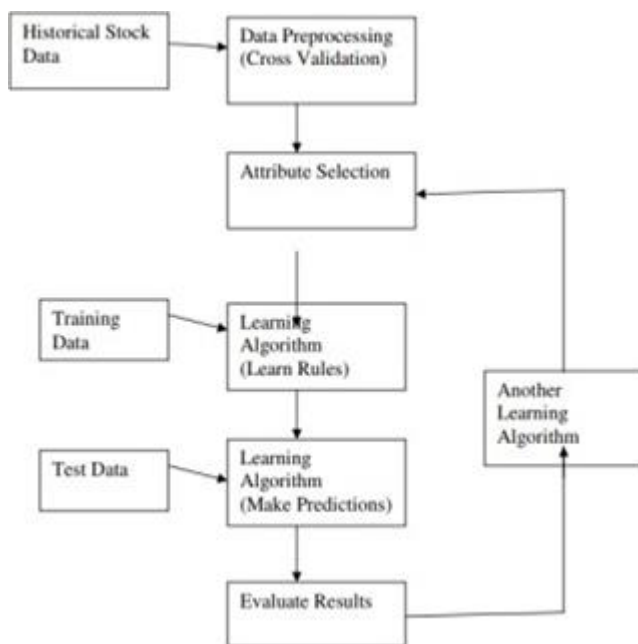 Historical Stock
Data
Data Preprocessing
(Cross Validation)
Attribute Selection
Training
Data
Learning
Algorithm
(Learn Rules)
Another
Learning
Algorithm
Test Data
Learning
Algorithm
(Make Predictions)
Evaluate Results